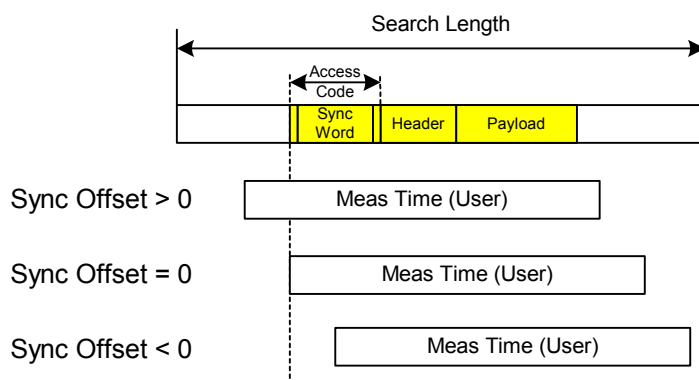 Search Length
Access
Code
Sync
Word
Header
Payload
Sync Offset > 0
Meas Time (User)
Sync Offset = 0
Meas Time (User)
Sync Offset < 0
Meas Time (User)